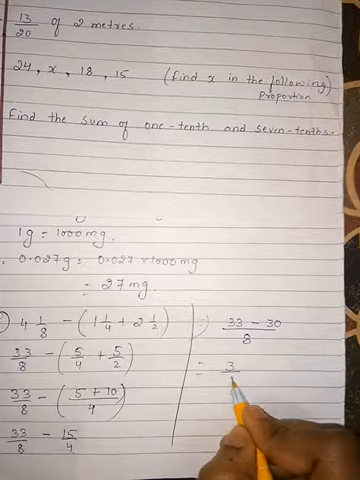 13/20 of 2 metres.
24, x, 18, 15 (find x in the following Proportion
Find the sum of one-tenth and seven-tenths.
1g = 1000mg.
0.027g = 0.027 × 1000mg
= 27mg.
4 1/8 - (1 1/4 + 2 1/2)
33/8 - (5/4 + 5/2)
33/8 - (5 + 10/4)
33/8 - 15/4
33 - 30/8
= 3